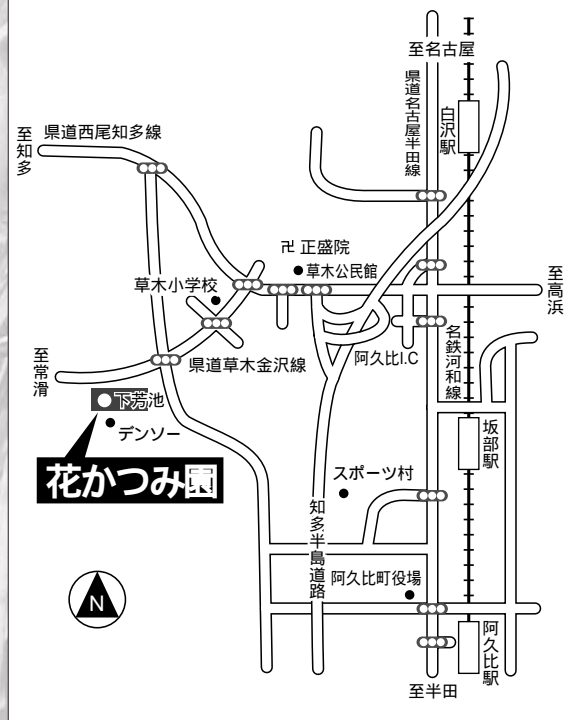 至名古屋
県道名古屋半田線
白沢駅
至知多
県道西尾知多線
卍 正盛院
草木公民館
草木小学校
至高浜
至常滑
県道草木金沢線
阿久比I.C
名鉄河和線
下芳池
デンソー
花かつみ園
坂部駅
スポーツ村
知多半島道路
阿久比町役場
N
阿久比駅
至半田